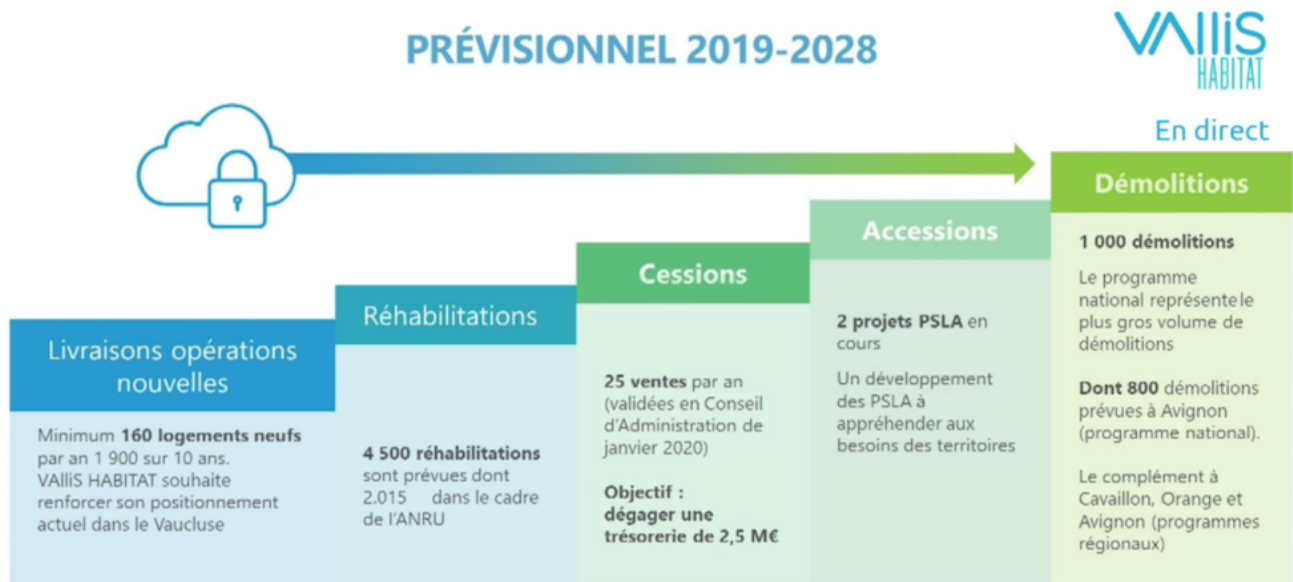 PRÉVISIONNEL 2019-2028
VAlliS
HABITAT
En direct
Livraisons opérations
nouvelles
Minimum 160 logements neufs
par an 1 900 sur 10 ans.
VAlliS HABITAT souhaite
renforcer son positionnement
actuel dans le Vaucluse
Réhabilitations
4 500 réhabilitations
sont prévues dont
2.015 dans le cadre
de l'ANRU
Cessions
25 ventes par an
(validées en Conseil
d'Administration de
janvier 2020)
Objectif :
dégager une
trésorerie de 2,5 M€
Accessions
2 projets PSLA en
cours
Un développement
des PSLA à
appréhender aux
besoins des territoires
Démolitions
1 000 démolitions
Le programme
national représente le
plus gros volume de
démolitions
Dont 800 démolitions
prévues à Avignon
(programme national).
Le complément à
Cavaillon, Orange et
Avignon (programmes
régionaux)